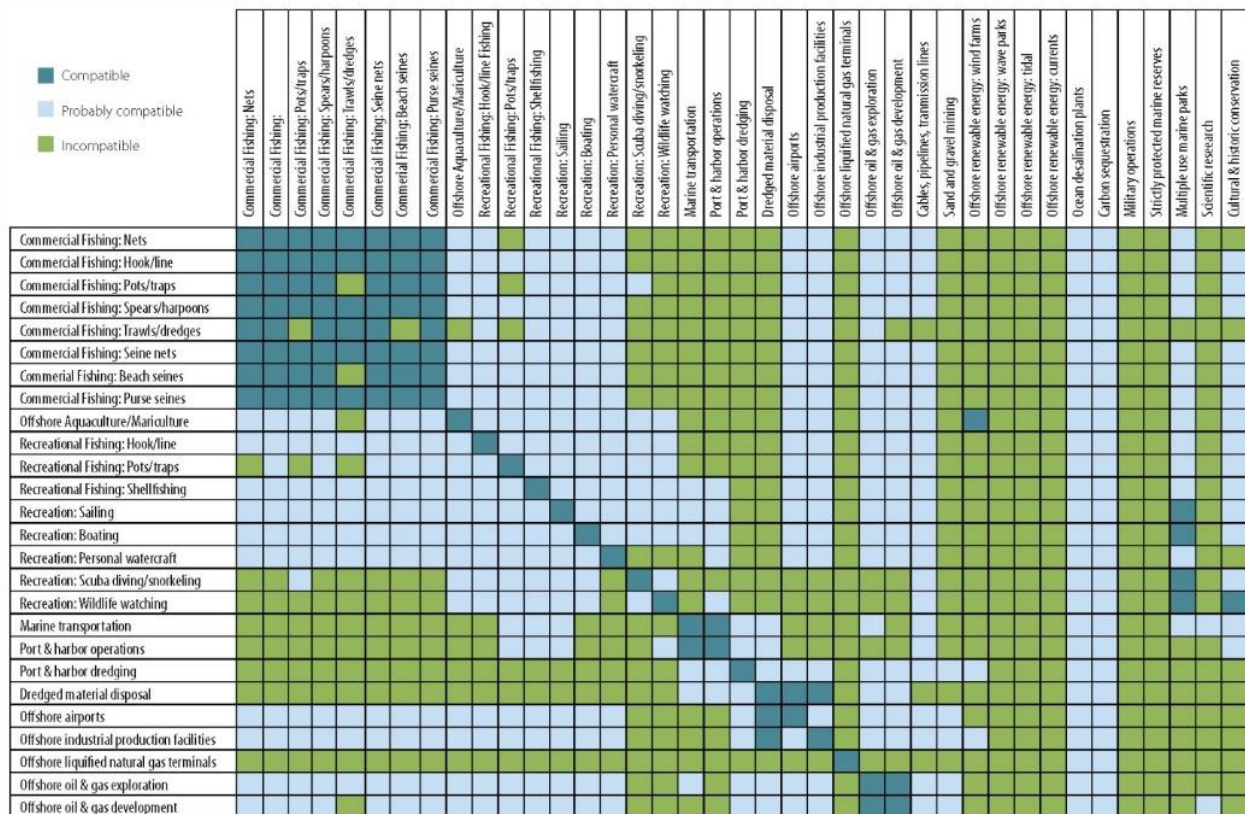 Compatible
Probably compatible
Incompatible
Commercial Fishing: Nets
Commercial Fishing:
Commercial Fishing: Pots/traps
Commercial Fishing: Spears/harpoons
Commercial Fishing: Trawls/dredges
Commercial Fishing: Seine nets
Commerial Fishing: Beach seines
Commercial Fishing: Purse seines
Offshore Aquaculture/Mariculture
Recreational Fishing: Hook/line Fishing
Recreational Fishing: Pots/traps
Recreational Fishing: Shellfishing
Recreation: Sailing
Recreation: Boating
Recreation: Personal watercraft
Recreation: Scuba diving/snorkeling
Recreation: Wildlife watching
Marine transportation
Port & harbor operations
Port & harbor dredging
Dredged material disposal
Offshore airports
Offshore industrial production facilities
Offshore liquified natural gas terminals
Offshore oil & gas exploration
Offshore oil & gas development
Cables, pipelines, tranmission lines
Sand and gravel mining
Offshore renewable energy: wind farms
Offshore renewable energy: wave parks
Offshore renewable energy: tidal
Offshore renewable energy: currents
Ocean desalination plants
Carbon sequestration
Military operations
Strictly protected marine reserves
Multiple use marine parks
Scientific research
Cultural & historic conservation
Commercial Fishing: Nets
Commercial Fishing: Hook/line
Commercial Fishing: Pots/traps
Commercial Fishing: Spears/harpoons
Commercial Fishing: Trawls/dredges
Commercial Fishing: Seine nets
Commerial Fishing: Beach seines
Commercial Fishing: Purse seines
Offshore Aquaculture/Mariculture
Recreational Fishing: Hook/line
Recreational Fishing: Pots/traps
Recreational Fishing: Shellfishing
Recreation: Sailing
Recreation: Boating
Recreation: Personal watercraft
Recreation: Scuba diving/snorkeling
Recreation: Wildlife watching
Marine transportation
Port & harbor operations
Port & harbor dredging
Dredged material disposal
Offshore airports
Offshore industrial production facilities
Offshore liquified natural gas terminals
Offshore oil & gas exploration
Offshore oil & gas development